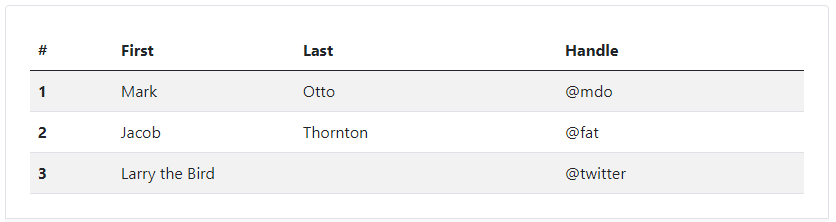 # First Last Handle
1 Mark Otto @mdo
2 Jacob Thornton @fat
3 Larry the Bird @twitter